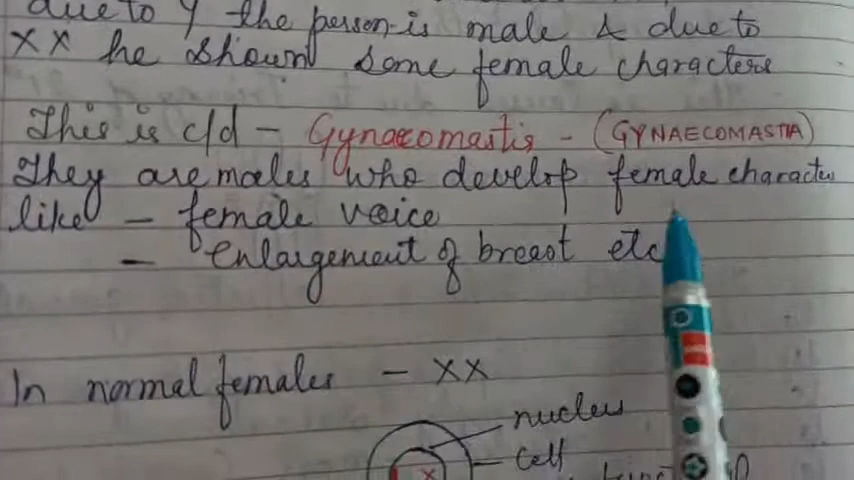 due to Y the person is male & due to
XX he shown some female characters
This is c/d - Gynaecomastis - (GYNAECOMASTIA)
They are males who develop female character
like - female voice
- enlargement of breast etc
In normal females - XX
nucleus
cell
X